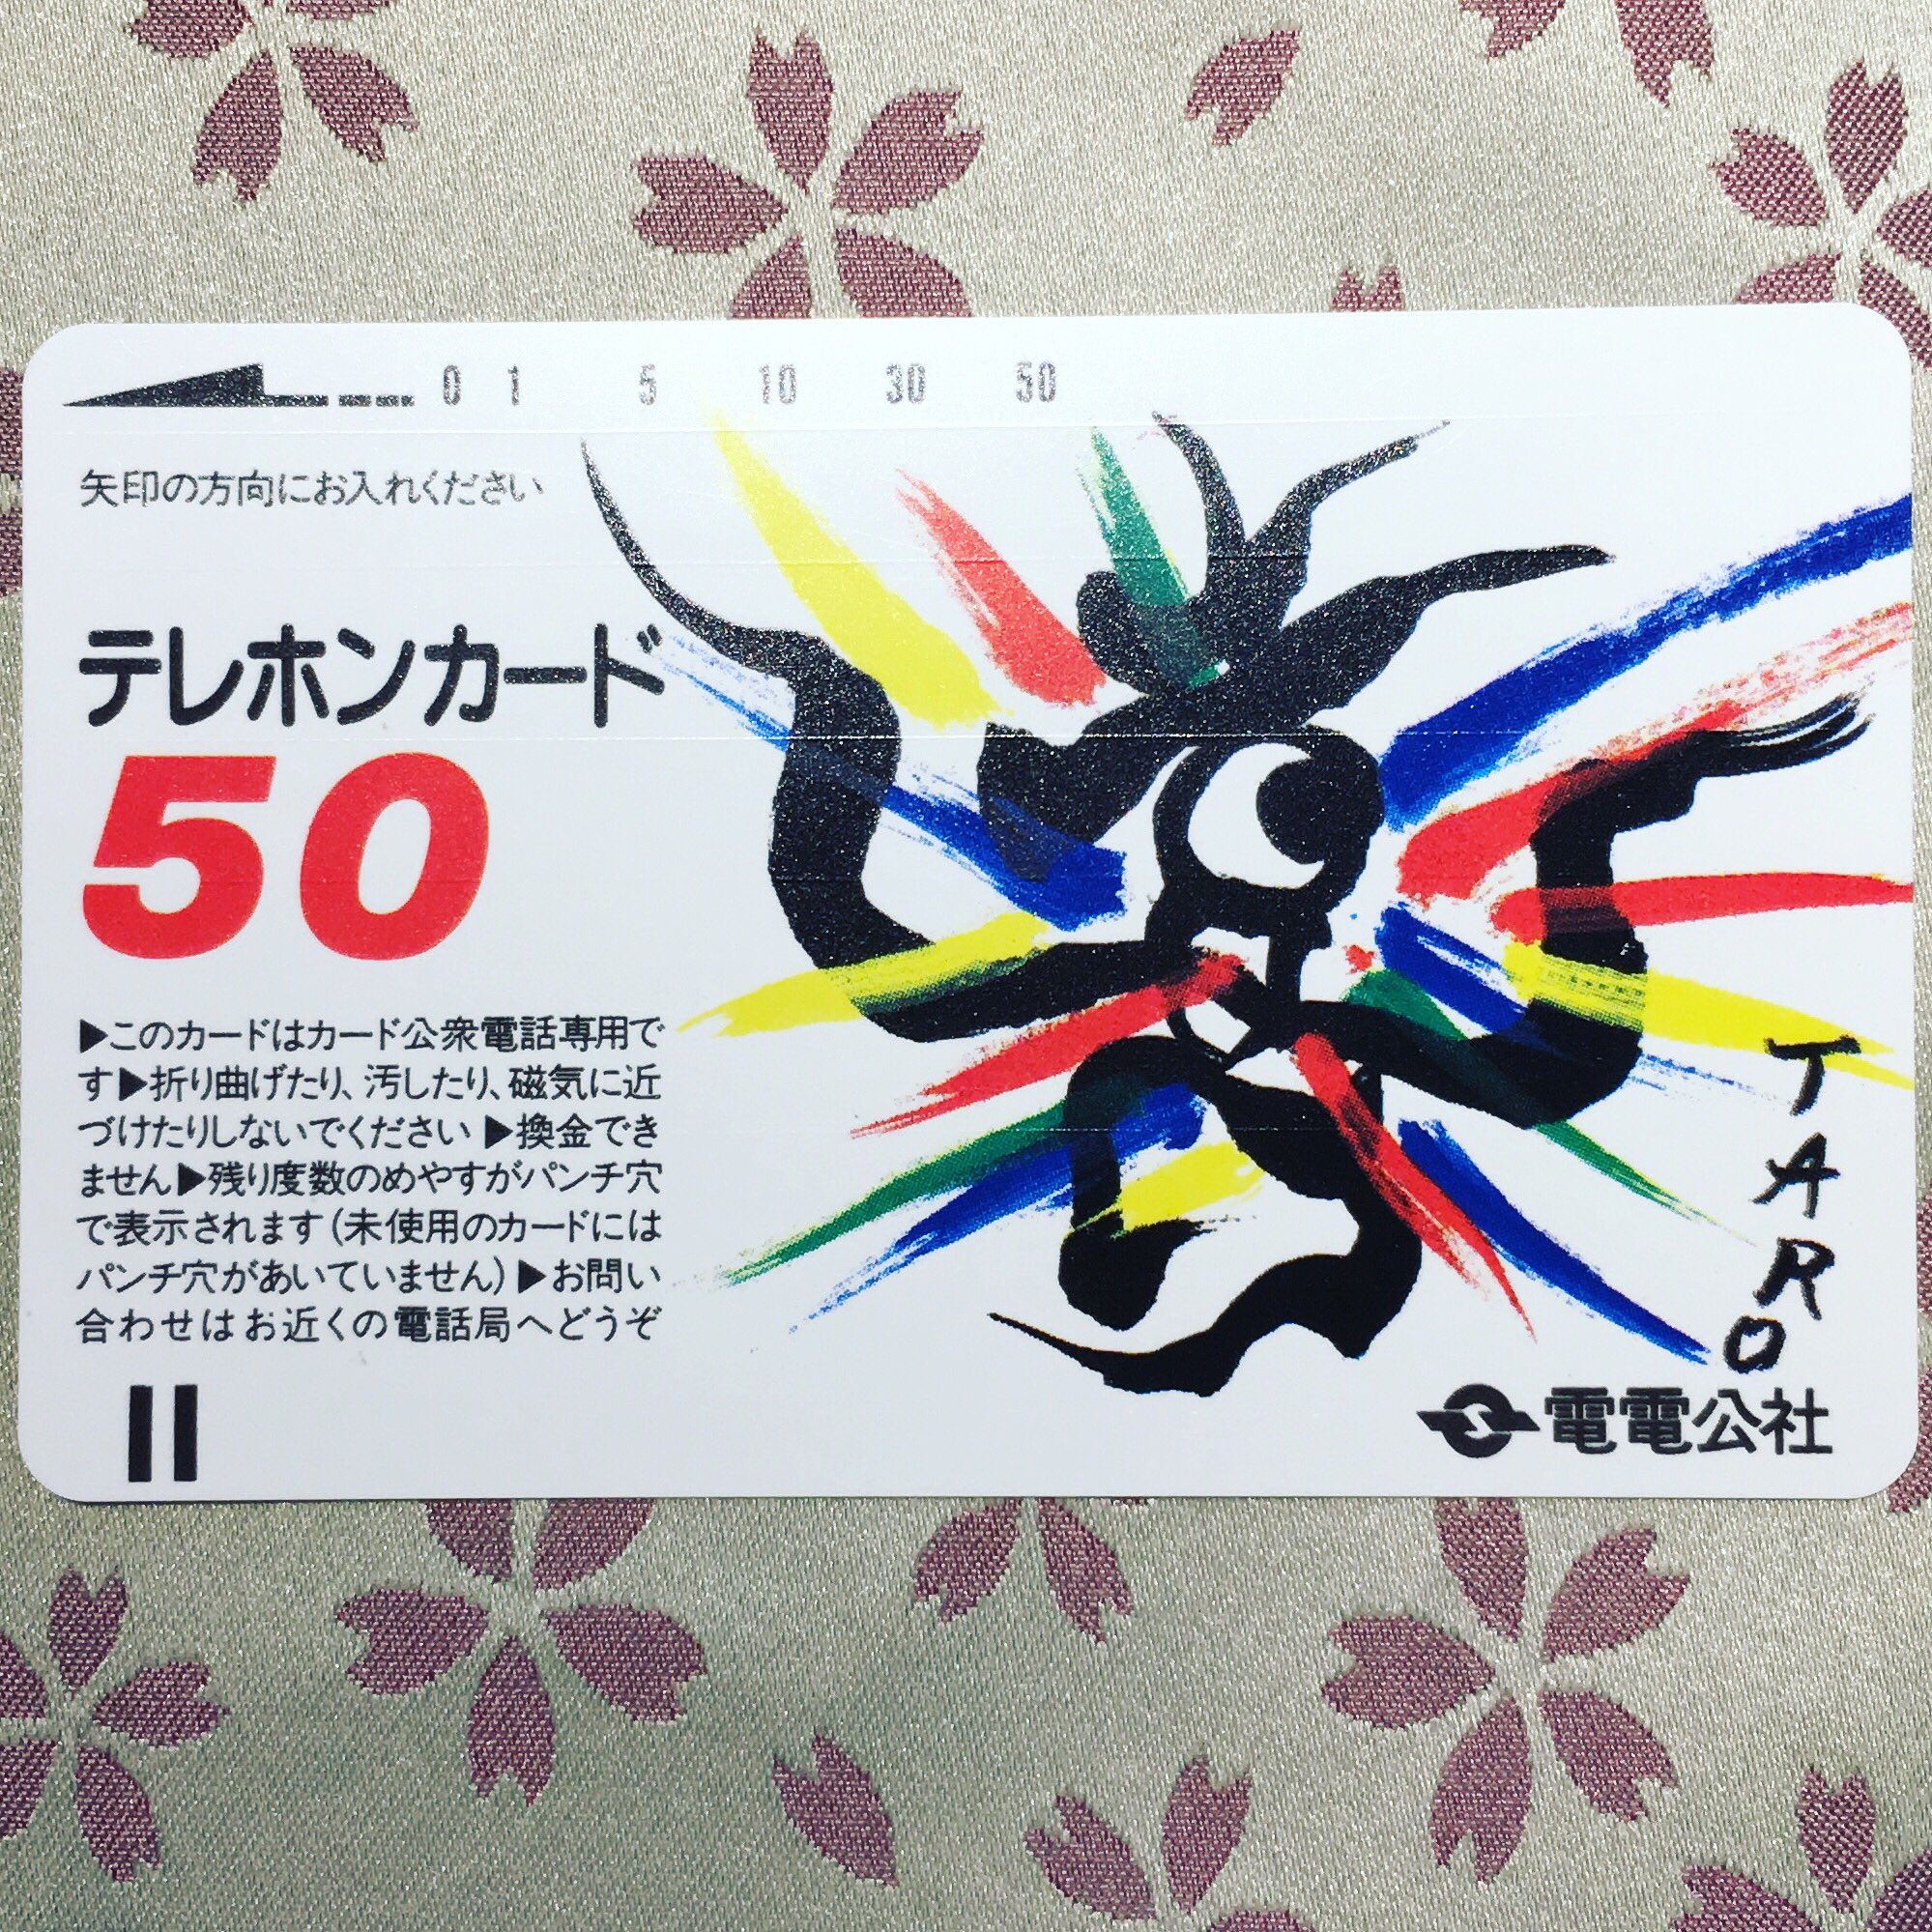 0 1 5 10 30 50
矢印の方向にお入れください
テレホンカード
50
▶このカードはカード公衆電話専用で
す▶折り曲げたり、汚したり、磁気に近
づけたりしないでください▶換金でき
ません▶残り度数のめやすがパンチ穴
で表示されます(未使用のカードには
パンチ穴があいていません)▶お問い
合わせはお近くの電話局へどうぞ
TARO
電電公社